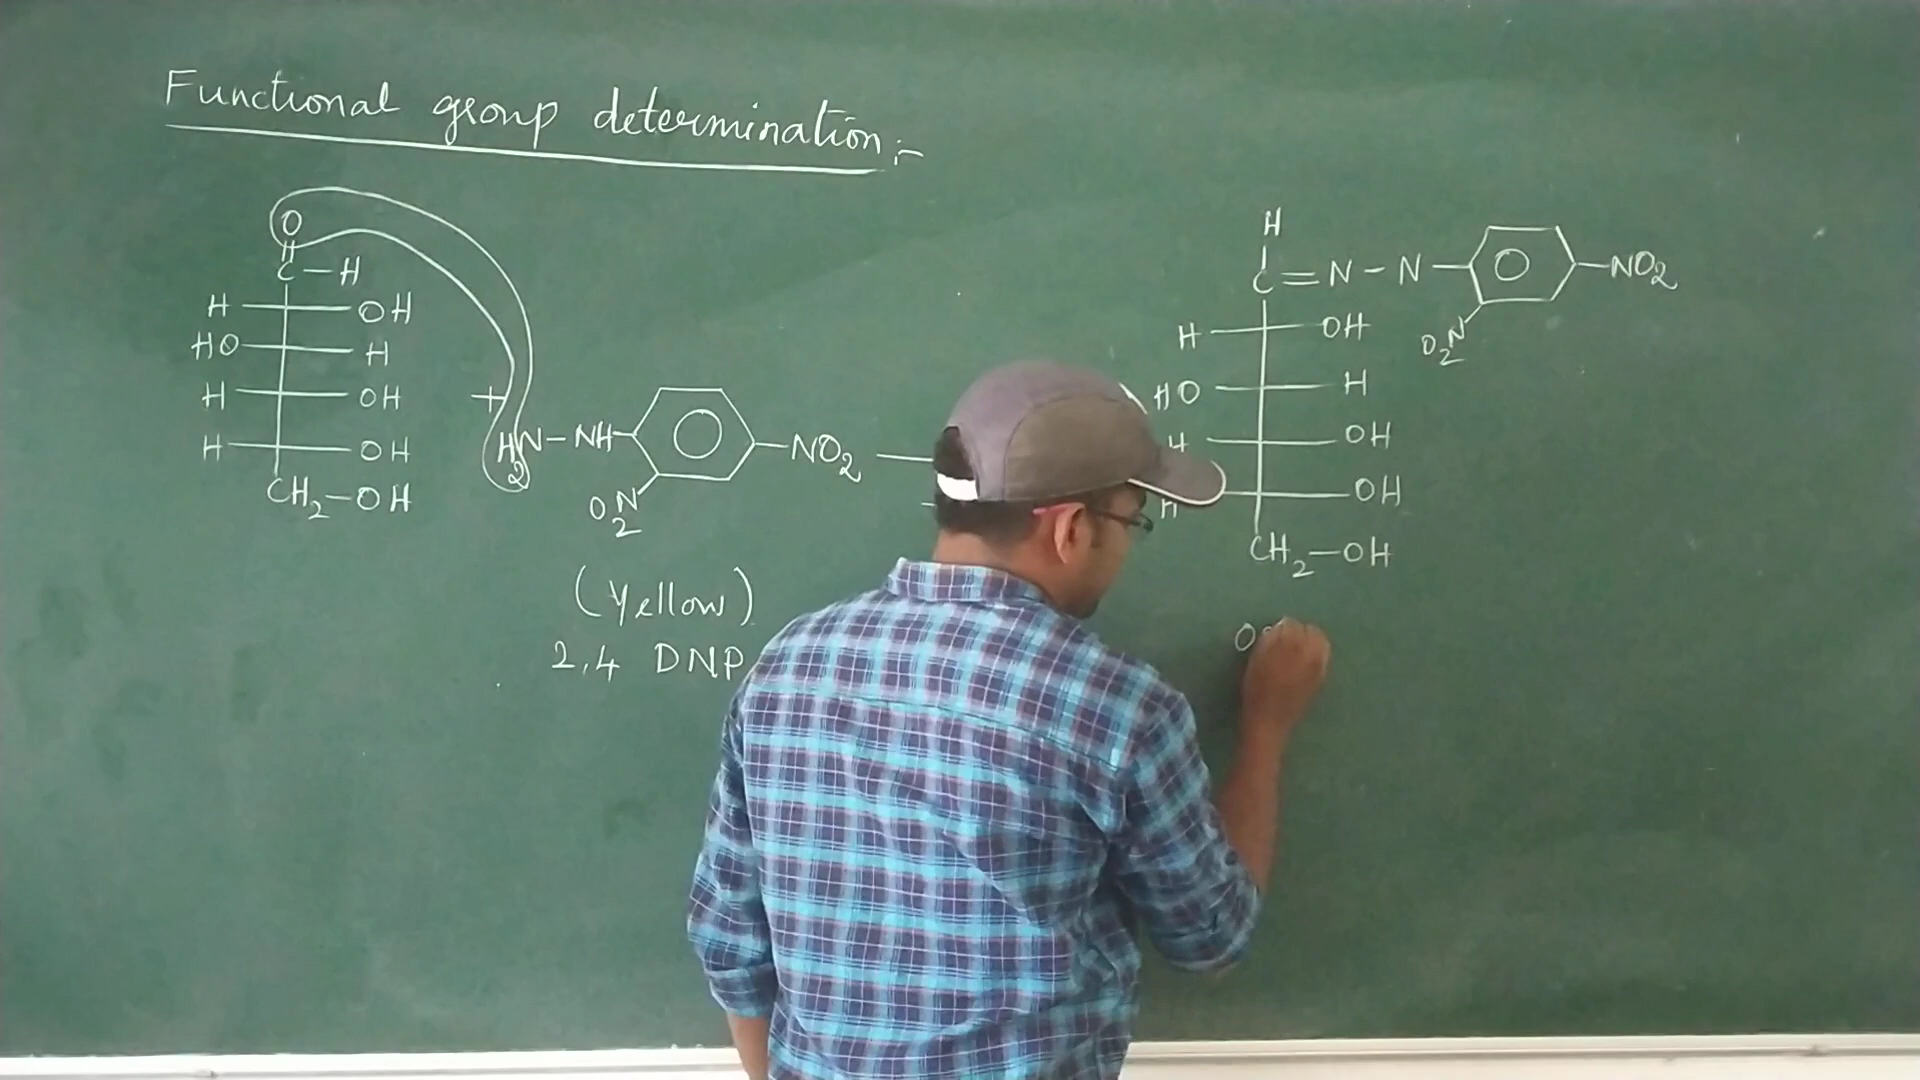 Functional group determination:-
O
C-H
H OH
HO H
H OH
H OH
CH2-OH
+
H2N-NH NO2
O2N
(Yellow)
2,4 DNP
H
C=N-N NO2
O2N
H OH
HO H
H OH
H OH
CH2-OH